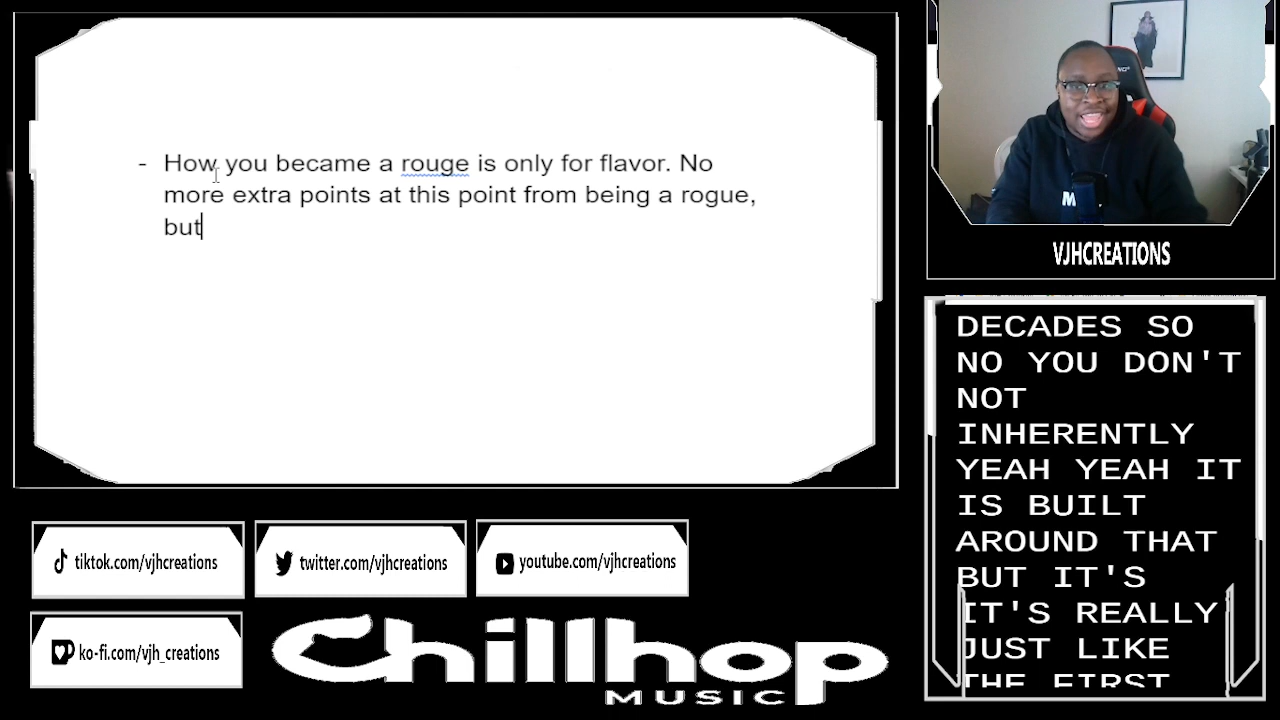 - How you became a rouge is only for flavor. No
more extra points at this point from being a rogue,
but
VJHCREATIONS
DECADES SO
NO YOU DON'T
NOT
INHERENTLY
YEAH YEAH IT
IS BUILT
AROUND THAT
BUT IT'S
IT'S REALLY
JUST LIKE
THE FIRST
tiktok.com/vjhcreations
twitter.com/vjhcreations
youtube.com/vjhcreations
ko-fi.com/vjh_creations
Chillhop
MUSIC